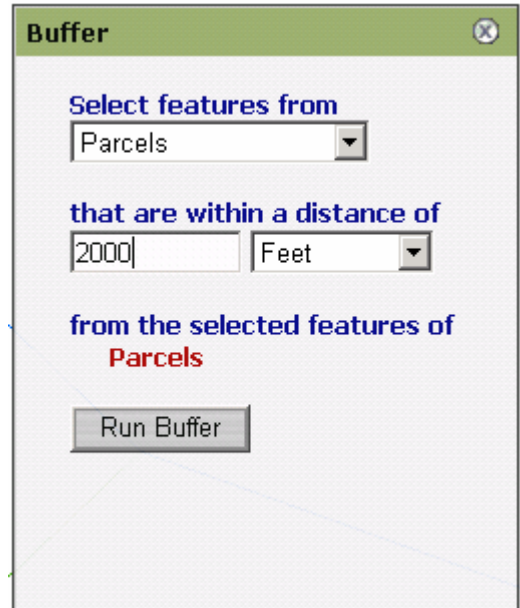 Buffer
Select features from
Parcels
that are within a distance of
2000 Feet
from the selected features of
Parcels
Run Buffer